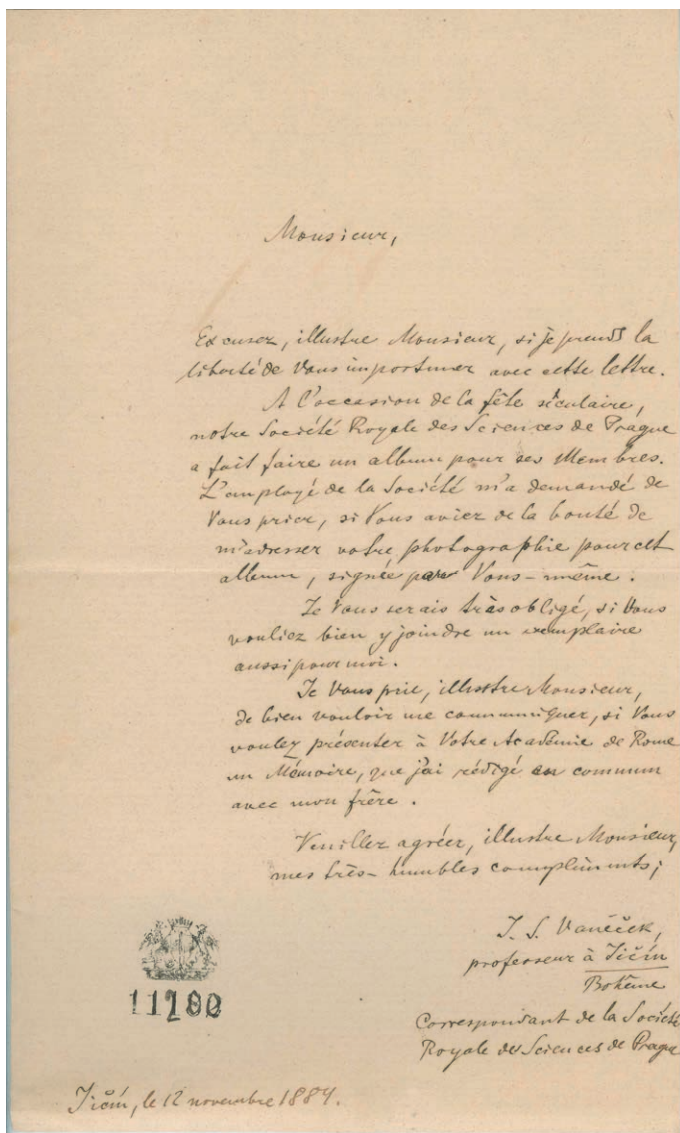 Monsieur,
Excusez, illustre Monsieur, si je prends la
liberté de Vous importuner avec cette lettre.
A l'occasion de la fête séculaire,
notre Société Royale des Sciences de Prague
a fait faire un album pour ses Membres.
L'employé de la Société m'a demandé de
Vous prier, si Vous aviez de la bonté de
m'adresser votre photographie pour cet
album, signée par Vous-même.
Je Vous serais très obligé, si Vous
vouliez bien y joindre un exemplaire
aussi pour moi.
Je Vous prie, illustre Monsieur,
de bien vouloir me communiquer, si Vous
voulez présenter à Votre Académie de Rome
un Mémoire, que j'ai rédigé en commun
avec mon frère.
Veuillez agréer, illustre Monsieur,
mes très-humbles compliments;
J. S. Vaněček,
professeur à Jičín
Bohême
Correspondant de la Société
Royale des Sciences de Prague
11200
Jičín, le 12 novembre 1884.